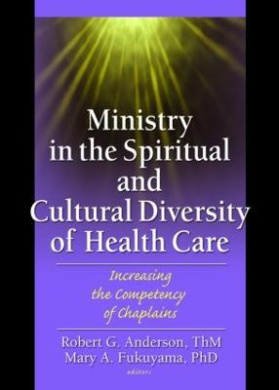 Ministry
in the Spiritual
and
Cultural Diversity
of Health Care
Increasing
the Competency
of Chaplains
Robert G. Anderson, ThM
Mary A. Fukuyama, PhD
editors